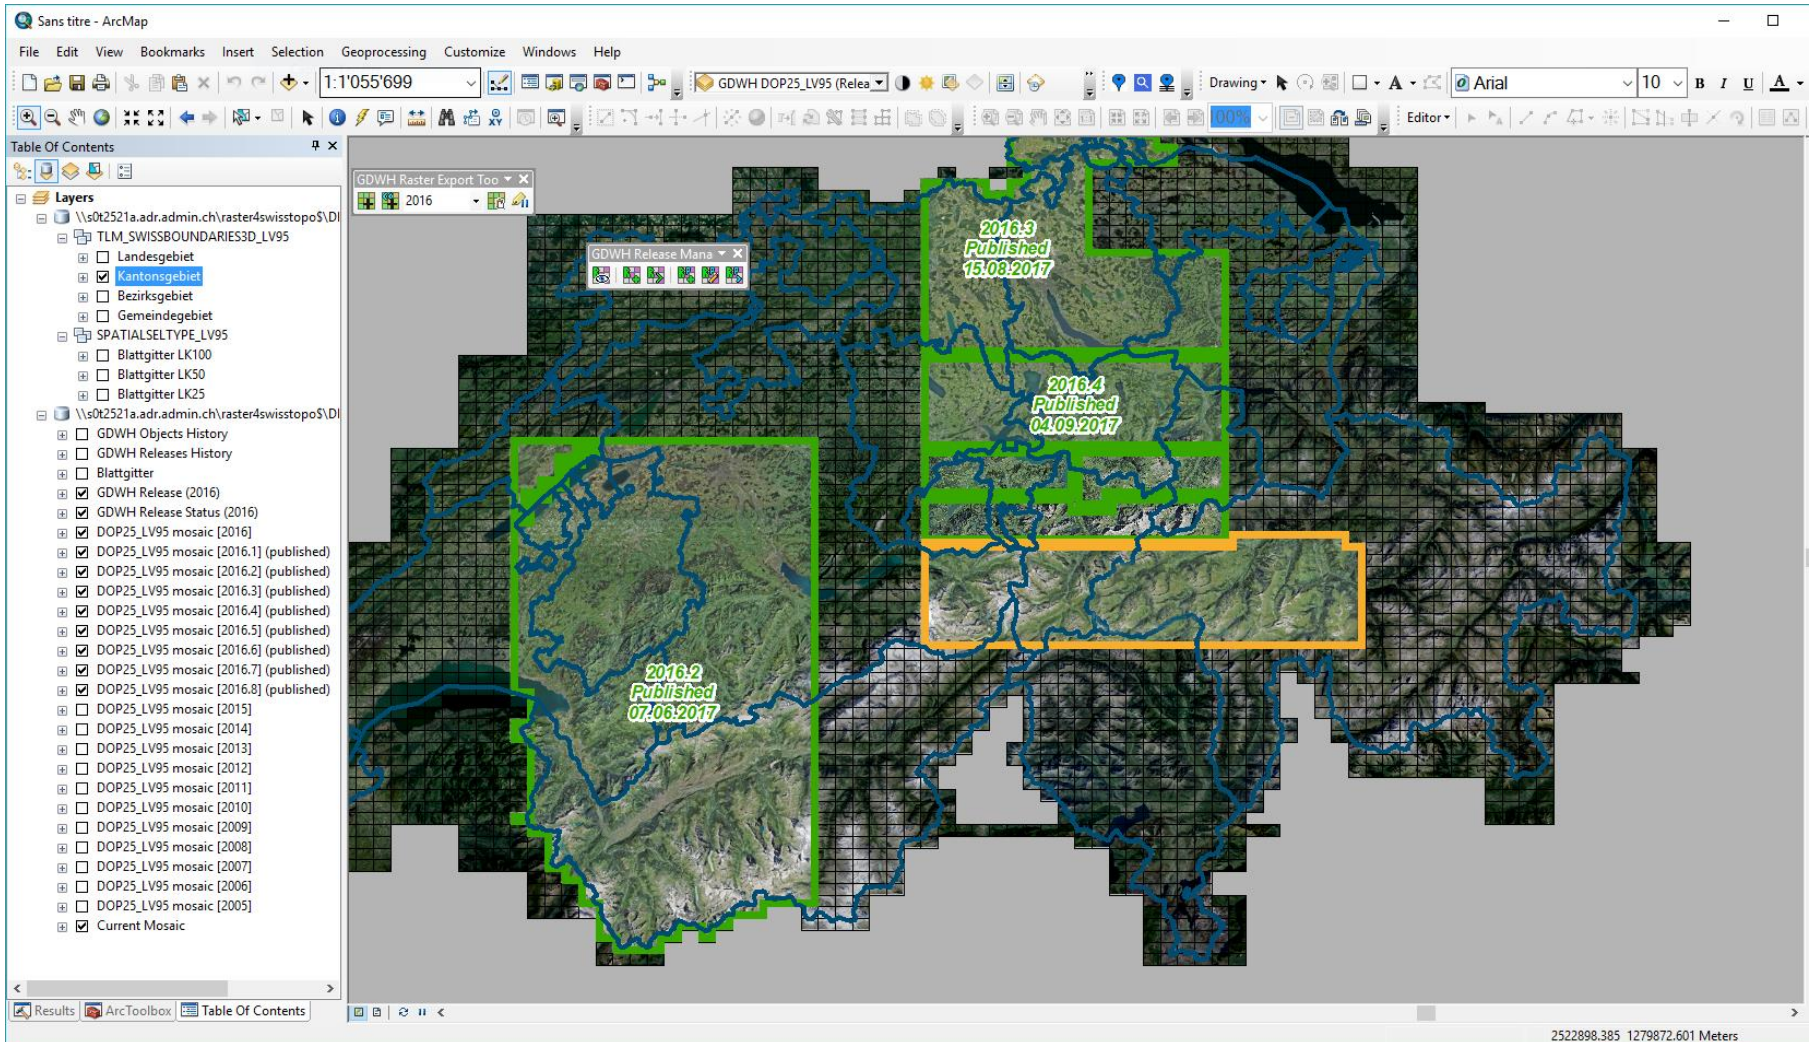 Sans titre - ArcMap
File Edit View Bookmarks Insert Selection Geoprocessing Customize Windows Help
1:1'055'699
GDWH DOP25_LV95 (Relea
Drawing
A
Arial
10
B I U A
100%
Editor
Table Of Contents
Layers
\\s0t2521a.adr.admin.ch\raster4swisstopo$\DI
TLM_SWISSBOUNDARIES3D_LV95
Landesgebiet
Kantonsgebiet
Bezirksgebiet
Gemeindegebiet
SPATIALSELTYPE_LV95
Blattgitter LK100
Blattgitter LK50
Blattgitter LK25
\\s0t2521a.adr.admin.ch\raster4swisstopo$\DI
GDWH Objects History
GDWH Releases History
Blattgitter
GDWH Release (2016)
GDWH Release Status (2016)
DOP25_LV95 mosaic [2016]
DOP25_LV95 mosaic [2016.1] (published)
DOP25_LV95 mosaic [2016.2] (published)
DOP25_LV95 mosaic [2016.3] (published)
DOP25_LV95 mosaic [2016.4] (published)
DOP25_LV95 mosaic [2016.5] (published)
DOP25_LV95 mosaic [2016.6] (published)
DOP25_LV95 mosaic [2016.7] (published)
DOP25_LV95 mosaic [2016.8] (published)
DOP25_LV95 mosaic [2015]
DOP25_LV95 mosaic [2014]
DOP25_LV95 mosaic [2013]
DOP25_LV95 mosaic [2012]
DOP25_LV95 mosaic [2011]
DOP25_LV95 mosaic [2010]
DOP25_LV95 mosaic [2009]
DOP25_LV95 mosaic [2008]
DOP25_LV95 mosaic [2007]
DOP25_LV95 mosaic [2006]
DOP25_LV95 mosaic [2005]
Current Mosaic
Results ArcToolbox Table Of Contents
GDWH Raster Export Too
2016
GDWH Release Mana
2016.3
Published
15.08.2017
2016.4
Published
04.09.2017
2016.2
Published
07.06.2017
2522898.385 1279872.601 Meters